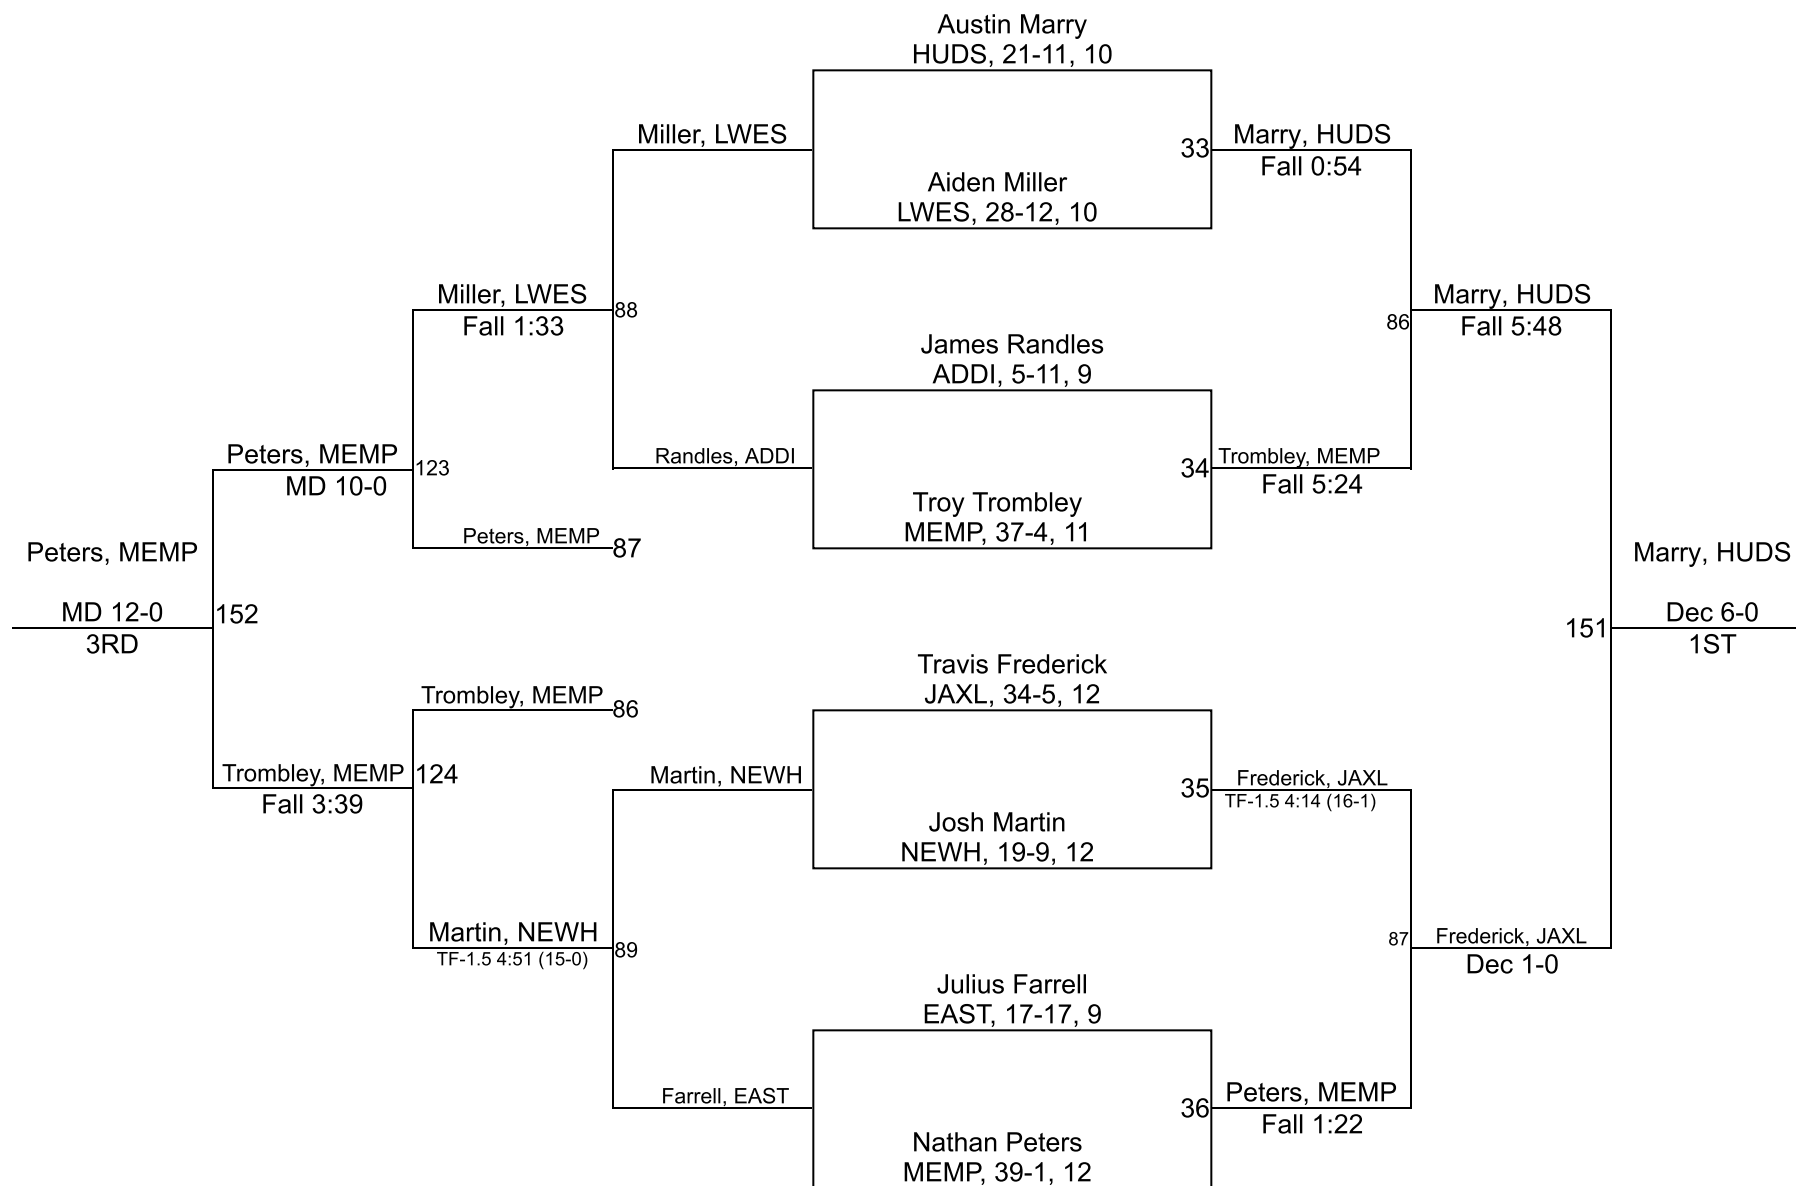 Austin Marry
HUDS, 21-11, 10
Miller, LWES
33
Marry, HUDS
Fall 0:54
Aiden Miller
LWES, 28-12, 10
Miller, LWES
Fall 1:33
88
86
Marry, HUDS
Fall 5:48
James Randles
ADDI, 5-11, 9
Peters, MEMP
MD 10-0
123
Randles, ADDI
34
Trombley, MEMP
Fall 5:24
Troy Trombley
MEMP, 37-4, 11
Peters, MEMP
87
Peters, MEMP
MD 12-0
3RD
152
Marry, HUDS
151
Dec 6-0
1ST
Travis Frederick
JAXL, 34-5, 12
Trombley, MEMP
86
Trombley, MEMP
Fall 3:39
124
Martin, NEWH
35
Frederick, JAXL
TF-1.5 4:14 (16-1)
Josh Martin
NEWH, 19-9, 12
Martin, NEWH
TF-1.5 4:51 (15-0)
89
87
Frederick, JAXL
Dec 1-0
Julius Farrell
EAST, 17-17, 9
Farrell, EAST
36
Peters, MEMP
Fall 1:22
Nathan Peters
MEMP, 39-1, 12